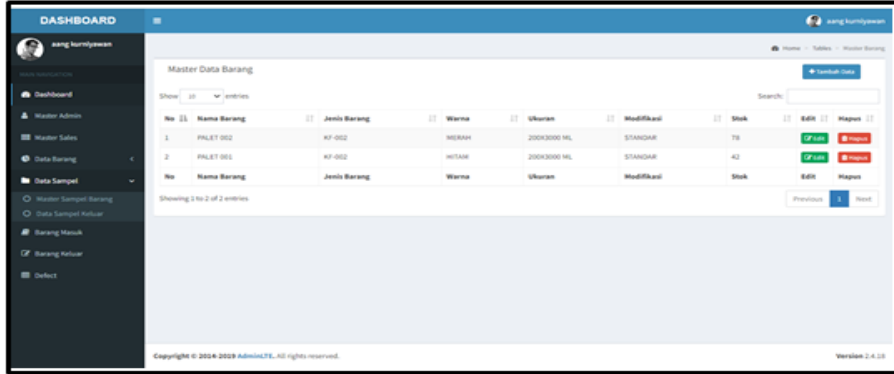 DASHBOARD
aang kurniyawan
aang kurniyawan
Home > Tables > Master Barang
MAIN NAVIGATION
Dashboard
Master Admin
Master Sales
Data Barang
Data Sampel
Master Sampel Barang
Data Sampel Keluar
Barang Masuk
Barang Keluar
Defect
Master Data Barang
+ Tambah Data
Show 10 entries
Search:
No Nama Barang Jenis Barang Warna Ukuran Modifikasi Stok Edit Hapus
1 PALET 002 KF-002 MERAH 200X3000 ML STANDAR 78 Edit Hapus
2 PALET 001 KF-002 HITAM 200X3000 ML STANDAR 42 Edit Hapus
No Nama Barang Jenis Barang Warna Ukuran Modifikasi Stok Edit Hapus
Showing 1 to 2 of 2 entries
Previous 1 Next
Copyright © 2014-2019 AdminLTE. All rights reserved.
Version 2.4.18